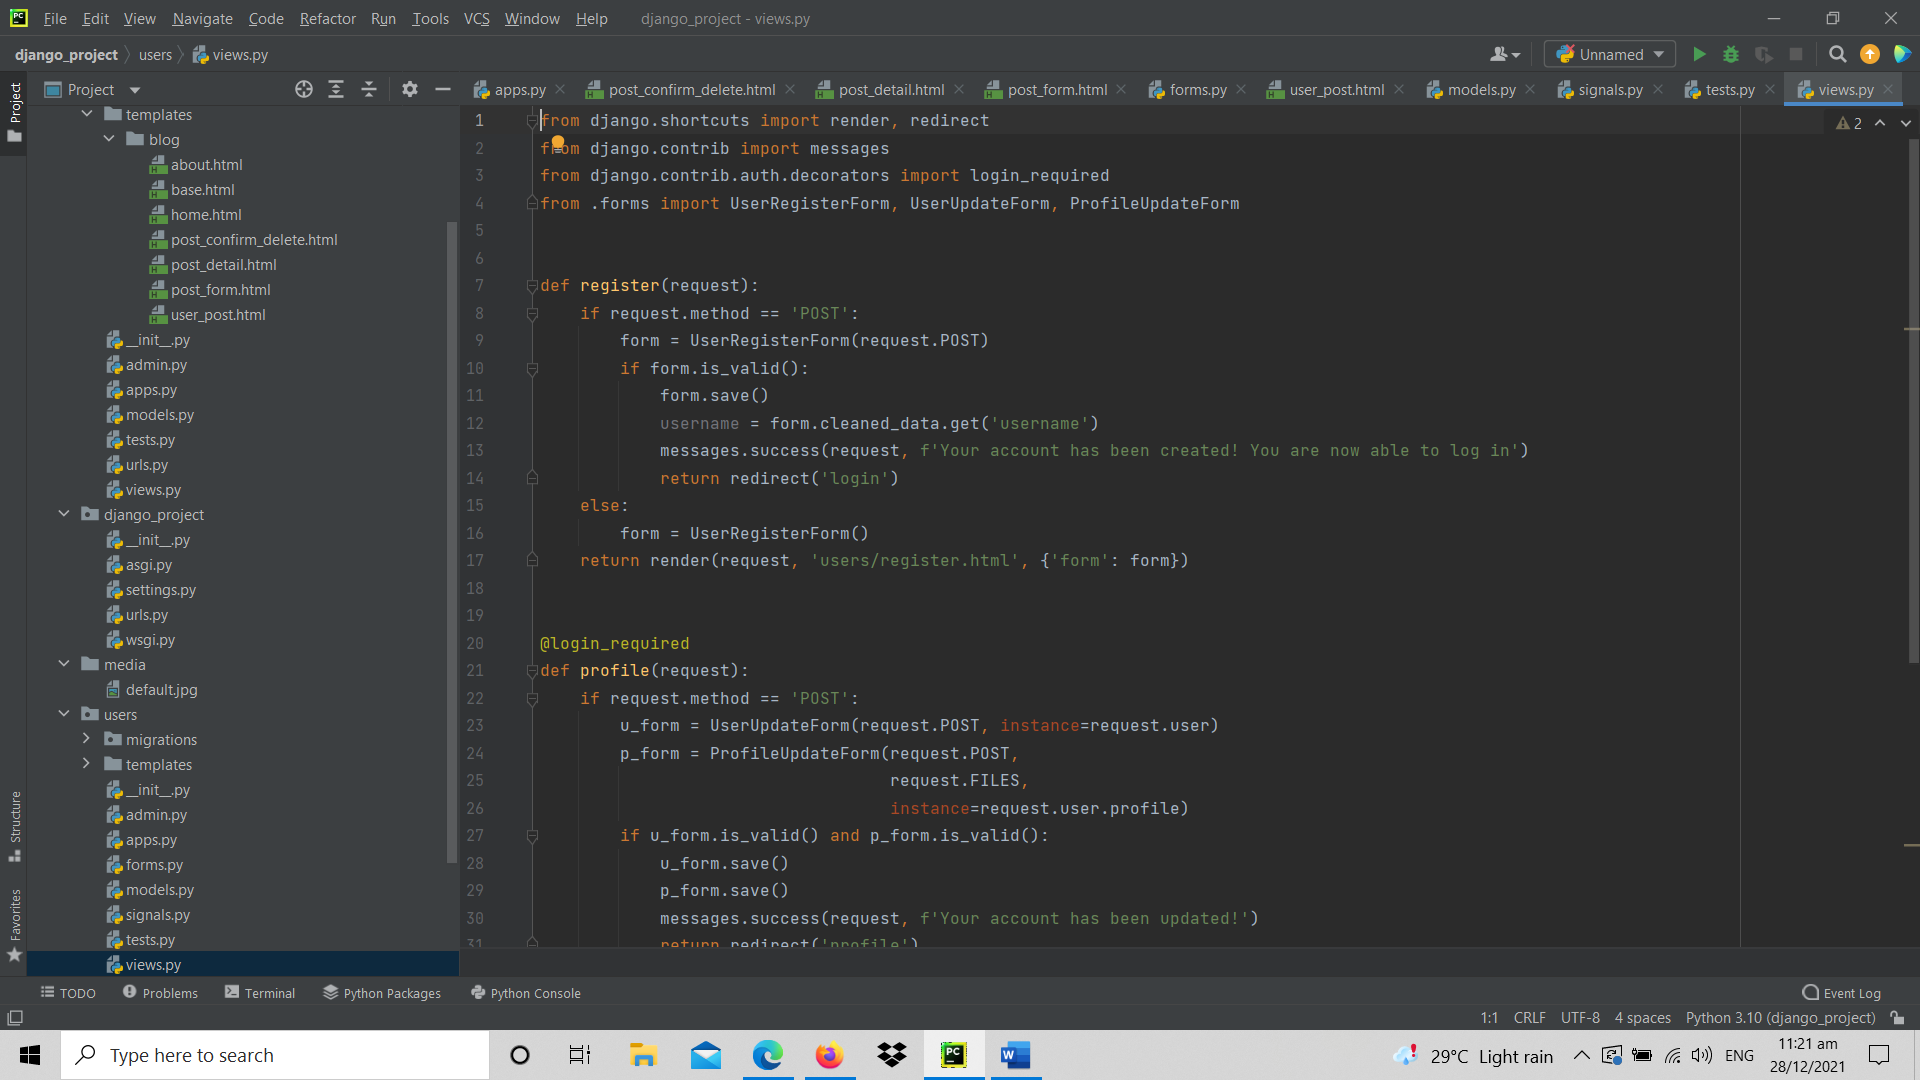 PC File Edit View Navigate Code Refactor Run Tools VCS Window Help django_project - views.py
django_project users views.py Unnamed
Project
Project
apps.py post_confirm_delete.html post_detail.html post_form.html forms.py user_post.html models.py signals.py tests.py views.py
templates
blog
about.html
base.html
home.html
post_confirm_delete.html
post_detail.html
post_form.html
user_post.html
__init__.py
admin.py
apps.py
models.py
tests.py
urls.py
views.py
django_project
__init__.py
asgi.py
settings.py
urls.py
wsgi.py
media
default.jpg
users
migrations
templates
__init__.py
admin.py
apps.py
forms.py
models.py
signals.py
tests.py
views.py
Structure
Favorites
2
1 from django.shortcuts import render, redirect
2 from django.contrib import messages
3 from django.contrib.auth.decorators import login_required
4 from .forms import UserRegisterForm, UserUpdateForm, ProfileUpdateForm
5
6
7 def register(request):
8 if request.method == 'POST':
9 form = UserRegisterForm(request.POST)
10 if form.is_valid():
11 form.save()
12 username = form.cleaned_data.get('username')
13 messages.success(request, f'Your account has been created! You are now able to log in')
14 return redirect('login')
15 else:
16 form = UserRegisterForm()
17 return render(request, 'users/register.html', {'form': form})
18
19
20 @login_required
21 def profile(request):
22 if request.method == 'POST':
23 u_form = UserUpdateForm(request.POST, instance=request.user)
24 p_form = ProfileUpdateForm(request.POST,
25 request.FILES,
26 instance=request.user.profile)
27 if u_form.is_valid() and p_form.is_valid():
28 u_form.save()
29 p_form.save()
30 messages.success(request, f'Your account has been updated!')
31 return redirect('profile')
TODO Problems Terminal Python Packages Python Console Event Log
1:1 CRLF UTF-8 4 spaces Python 3.10 (django_project)
Type here to search
PC
W
29°C Light rain
ENG
11:21 am
28/12/2021